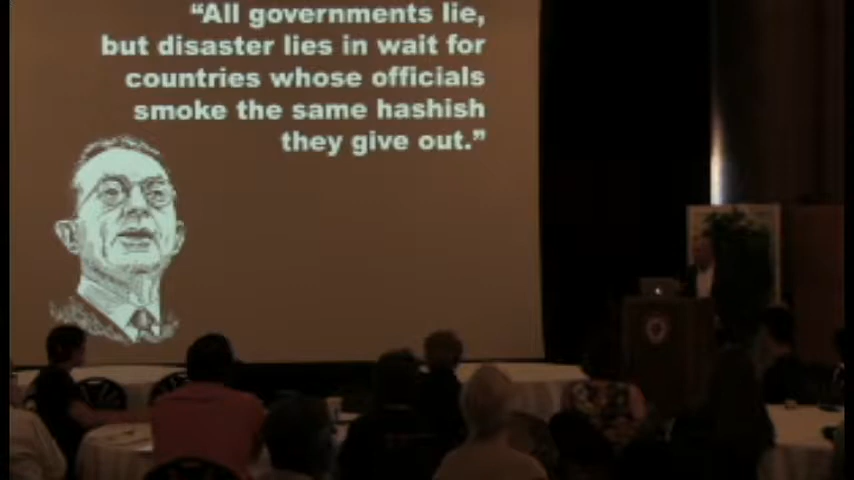 “All governments lie,
but disaster lies in wait for
countries whose officials
smoke the same hashish
they give out.”